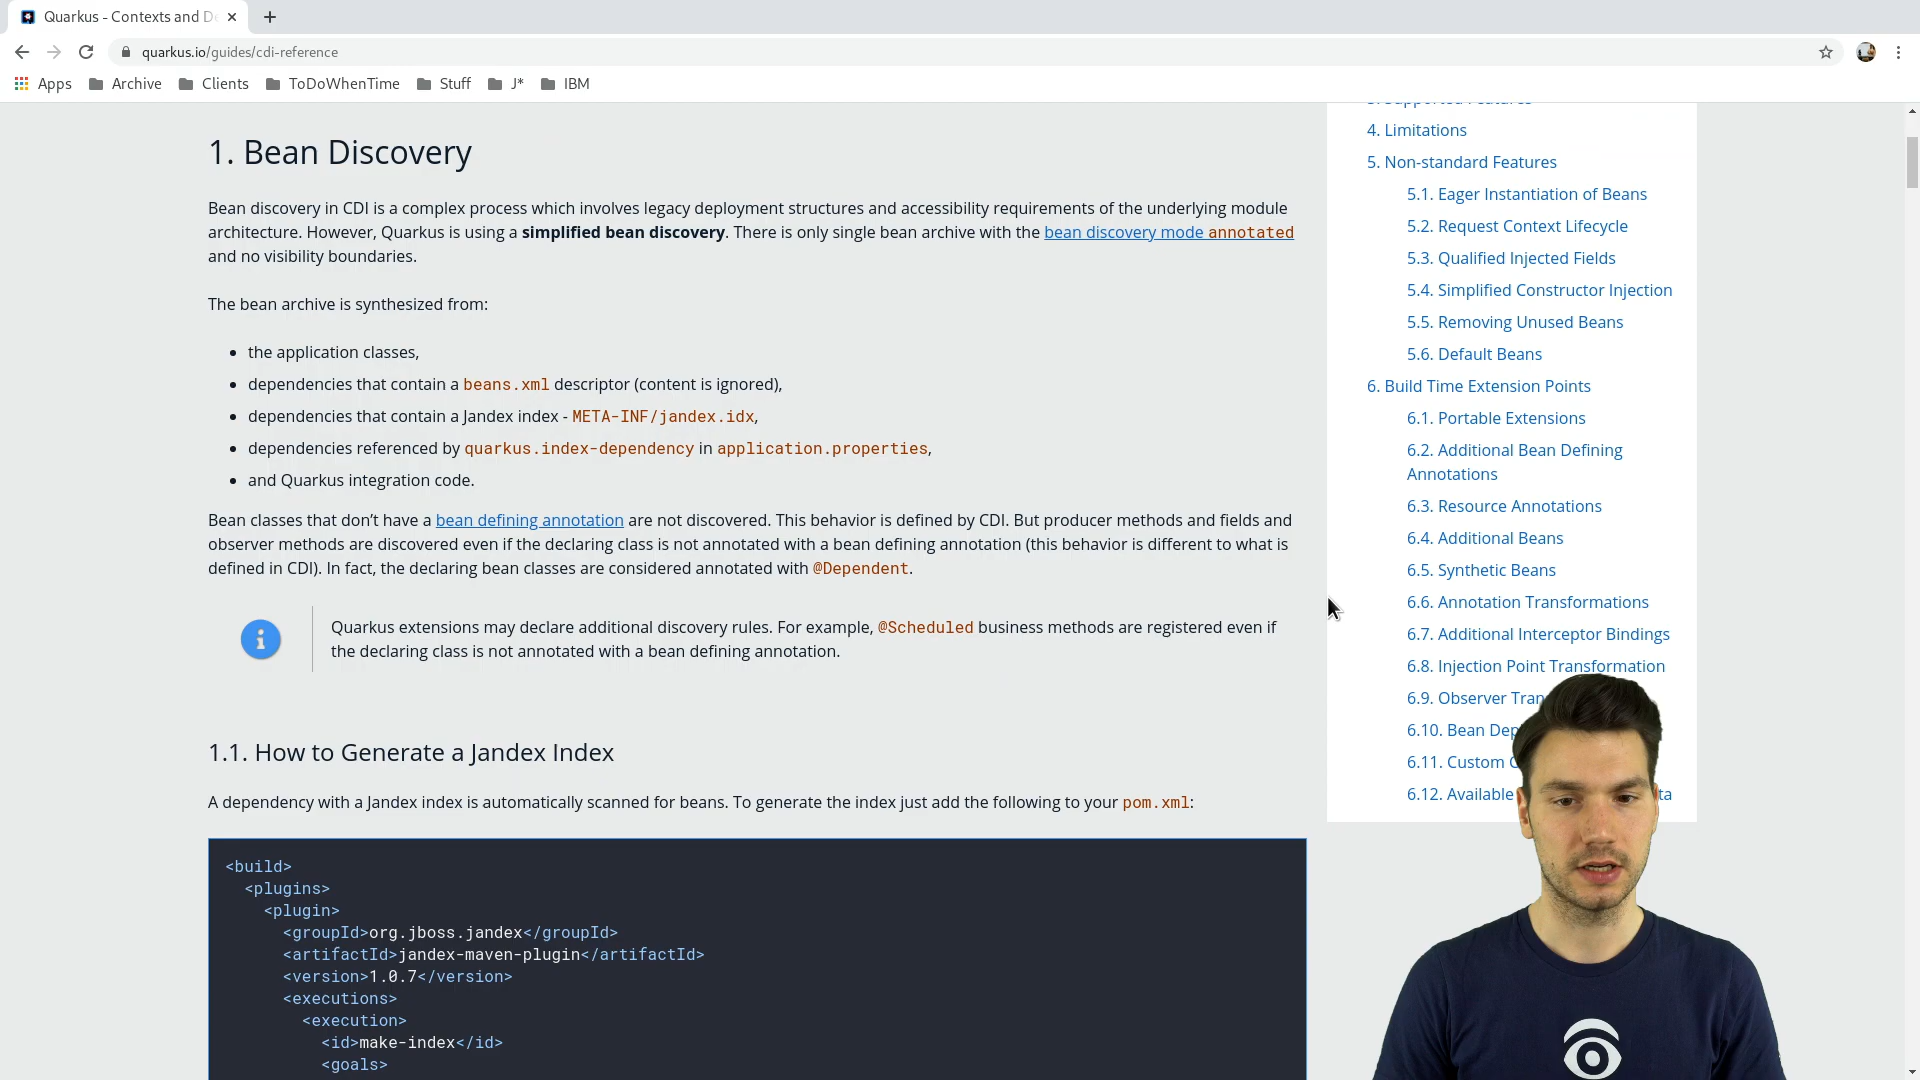 Quarkus - Contexts and De
quarkus.io/guides/cdi-reference
Apps
Archive
Clients
ToDoWhenTime
Stuff
J*
IBM
1. Bean Discovery
Bean discovery in CDI is a complex process which involves legacy deployment structures and accessibility requirements of the underlying module
architecture. However, Quarkus is using a simplified bean discovery. There is only single bean archive with the bean discovery mode annotated
and no visibility boundaries.
The bean archive is synthesized from:
the application classes,
dependencies that contain a beans.xml descriptor (content is ignored),
dependencies that contain a Jandex index - META-INF/jandex.idx,
dependencies referenced by quarkus.index-dependency in application.properties,
and Quarkus integration code.
Bean classes that don’t have a bean defining annotation are not discovered. This behavior is defined by CDI. But producer methods and fields and
observer methods are discovered even if the declaring class is not annotated with a bean defining annotation (this behavior is different to what is
defined in CDI). In fact, the declaring bean classes are considered annotated with @Dependent.
Quarkus extensions may declare additional discovery rules. For example, @Scheduled business methods are registered even if
the declaring class is not annotated with a bean defining annotation.
1.1. How to Generate a Jandex Index
A dependency with a Jandex index is automatically scanned for beans. To generate the index just add the following to your pom.xml:
<build>
<plugins>
<plugin>
<groupId>org.jboss.jandex</groupId>
<artifactId>jandex-maven-plugin</artifactId>
<version>1.0.7</version>
<executions>
<execution>
<id>make-index</id>
<goals>
3. Supported Features
4. Limitations
5. Non-standard Features
5.1. Eager Instantiation of Beans
5.2. Request Context Lifecycle
5.3. Qualified Injected Fields
5.4. Simplified Constructor Injection
5.5. Removing Unused Beans
5.6. Default Beans
6. Build Time Extension Points
6.1. Portable Extensions
6.2. Additional Bean Defining
Annotations
6.3. Resource Annotations
6.4. Additional Beans
6.5. Synthetic Beans
6.6. Annotation Transformations
6.7. Additional Interceptor Bindings
6.8. Injection Point Transformation
6.9. Observer Tran
6.10. Bean Dep
6.11. Custom C
6.12. Available ta